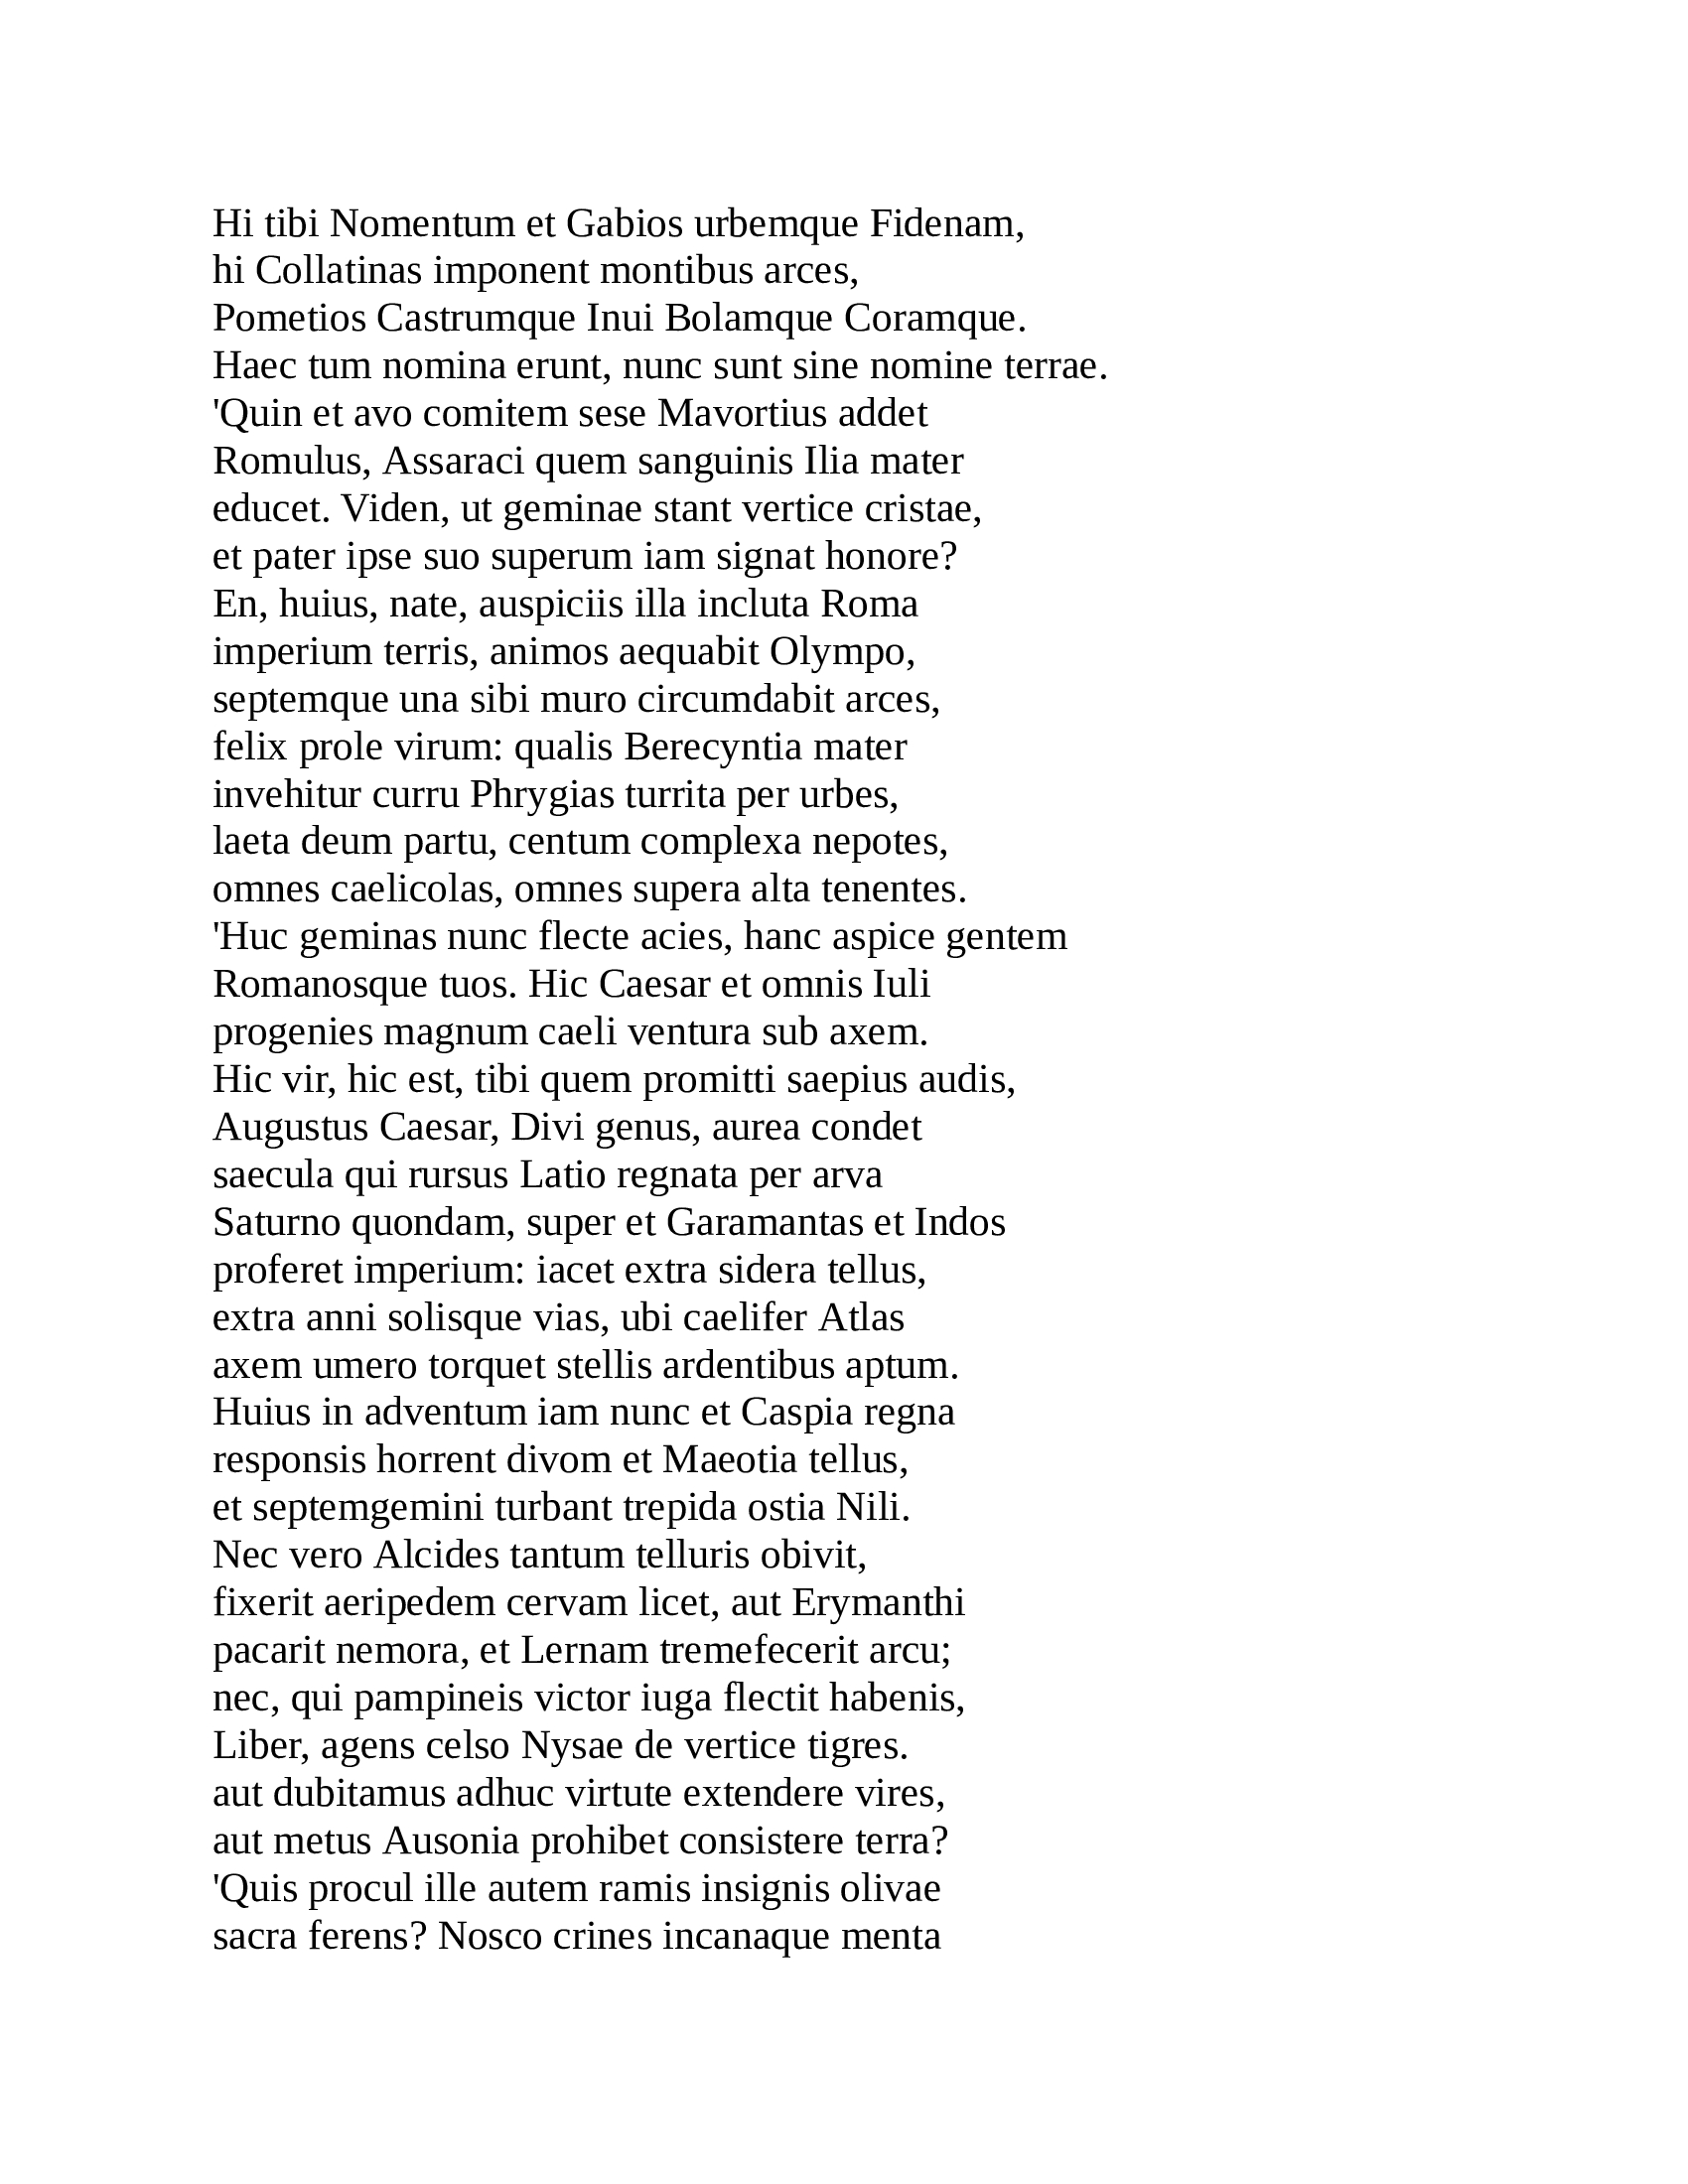 Hi tibi Nomentum et Gabios urbemque Fidenam,
hi Collatinas imponent montibus arces,
Pometios Castrumque Inui Bolamque Coramque.
Haec tum nomina erunt, nunc sunt sine nomine terrae.
'Quin et avo comitem sese Mavortius addet
Romulus, Assaraci quem sanguinis Ilia mater
educet. Viden, ut geminae stant vertice cristae,
et pater ipse suo superum iam signat honore?
En, huius, nate, auspiciis illa incluta Roma
imperium terris, animos aequabit Olympo,
septemque una sibi muro circumdabit arces,
felix prole virum: qualis Berecyntia mater
invehitur curru Phrygias turrita per urbes,
laeta deum partu, centum complexa nepotes,
omnes caelicolas, omnes supera alta tenentes.
'Huc geminas nunc flecte acies, hanc aspice gentem
Romanosque tuos. Hic Caesar et omnis Iuli
progenies magnum caeli ventura sub axem.
Hic vir, hic est, tibi quem promitti saepius audis,
Augustus Caesar, Divi genus, aurea condet
saecula qui rursus Latio regnata per arva
Saturno quondam, super et Garamantas et Indos
proferet imperium: iacet extra sidera tellus,
extra anni solisque vias, ubi caelifer Atlas
axem umero torquet stellis ardentibus aptum.
Huius in adventum iam nunc et Caspia regna
responsis horrent divom et Maeotia tellus,
et septemgemini turbant trepida ostia Nili.
Nec vero Alcides tantum telluris obivit,
fixerit aeripedem cervam licet, aut Erymanthi
pacarit nemora, et Lernam tremefecerit arcu;
nec, qui pampineis victor iuga flectit habenis,
Liber, agens celso Nysae de vertice tigres.
aut dubitamus adhuc virtute extendere vires,
aut metus Ausonia prohibet consistere terra?
'Quis procul ille autem ramis insignis olivae
sacra ferens? Nosco crines incanaque menta